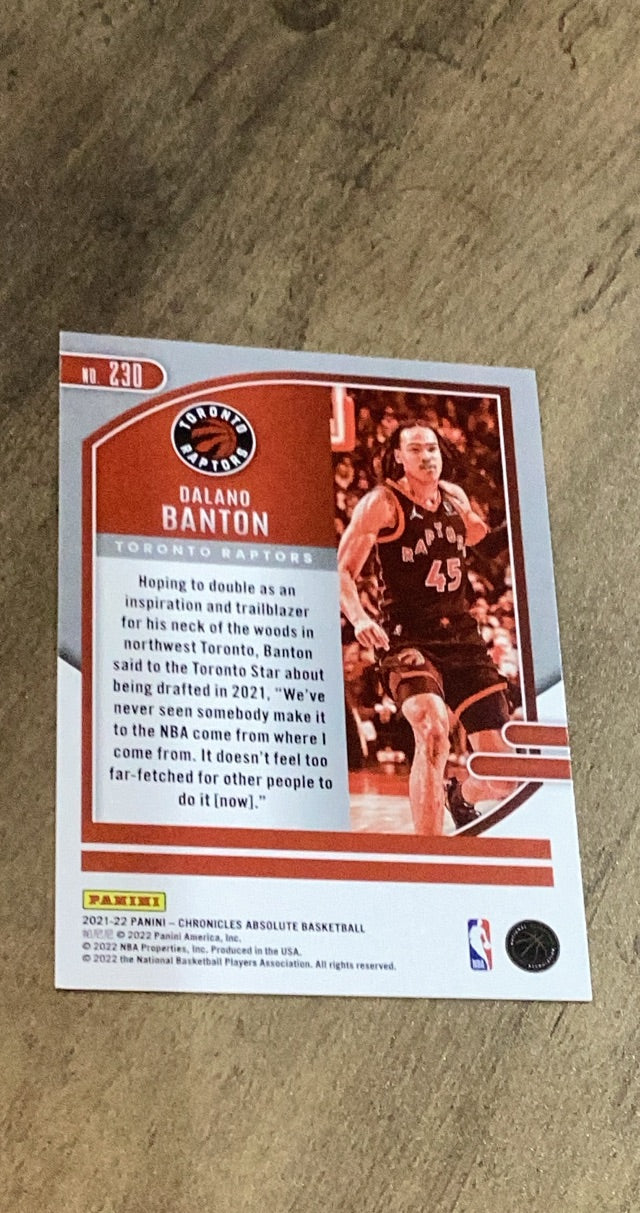 NO. 230
TORONTO
RAPTORS
DALANO
BANTON
TORONTO RAPTORS
RAPTORS
45
Hoping to double as an
inspiration and trailblazer
for his neck of the woods in
northwest Toronto, Banton
said to the Toronto Star about
being drafted in 2021, “We've
never seen somebody make it
to the NBA come from where I
come from. It doesn't feel too
far-fetched for other people to
do it [now].”
PANINI
2021-22 PANINI – CHRONICLES ABSOLUTE BASKETBALL
帕尼尼 © 2022 Panini America, Inc.
© 2022 NBA Properties, Inc. Produced in the USA.
© 2022 the National Basketball Players Association. All rights reserved.
NBA